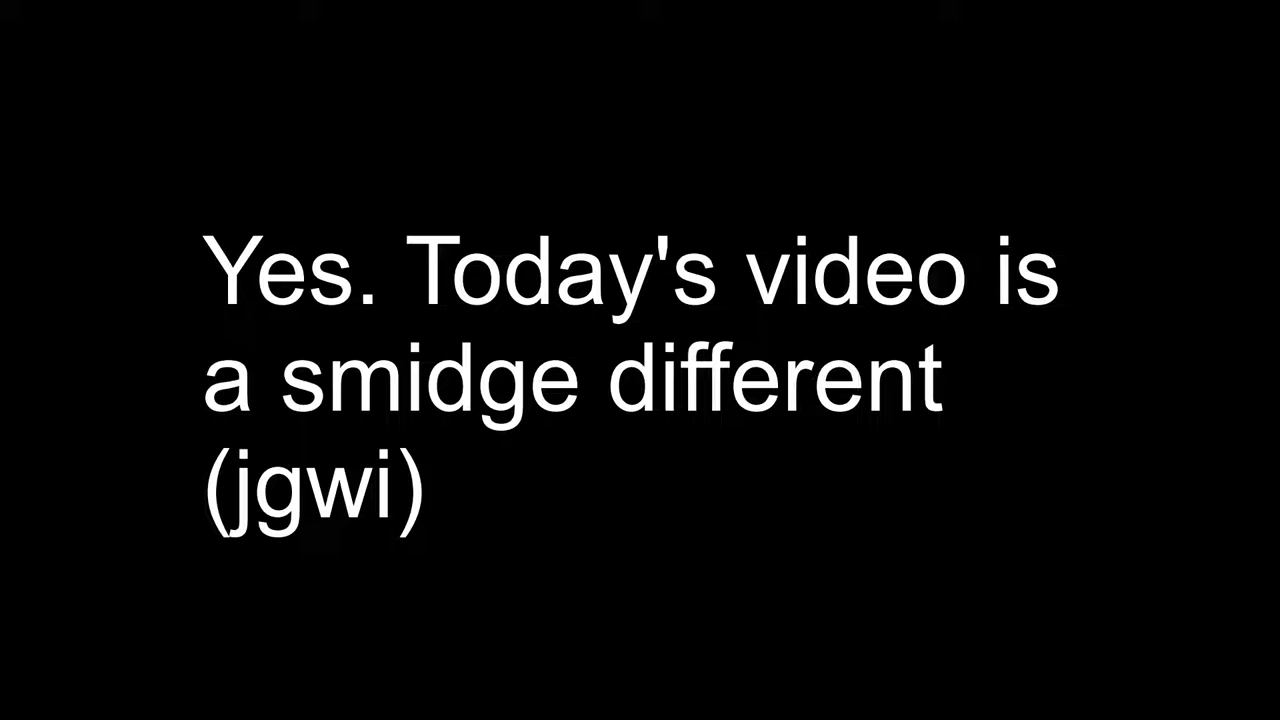 Yes. Today's video is
a smidge different
(jgwi)